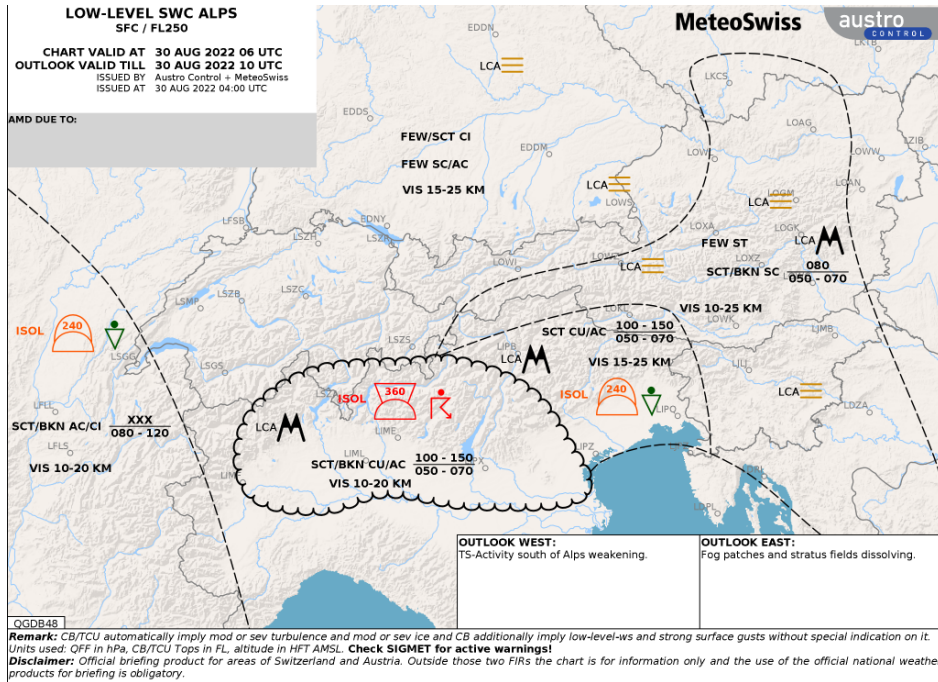 LOW-LEVEL SWC ALPS
SFC / FL250
CHART VALID AT 30 AUG 2022 06 UTC
OUTLOOK VALID TILL 30 AUG 2022 10 UTC
ISSUED BY Austro Control + MeteoSwiss
ISSUED AT 30 AUG 2022 04:00 UTC
AMD DUE TO:
MeteoSwiss
austro
CONTROL
EDDN
LKTB
LCA
LKCS
EDDS
LOAG
FEW/SCT CI
LZIB
EDDM
LOWW
FEW SC/AC
LCA
LOAN
VIS 15-25 KM
LOGM
LOWS
LCA
LFSB
EDNY
LOXA
LOGK
LSZH
LSZR
FEW ST
LCA
LOWI
LCA
LOXZ
080
SCT/BKN SC
050 - 070
LSMP
LSZB
LSZC
VIS 10-25 KM
ISOL
240
LOKL
LOWK
100 - 150
SCT CU/AC
050 - 070
LIMB
LSZS
LIPB
LSGG
LCA
VIS 15-25 KM
LSGS
LJLJ
240
360
ISOL
ISOL
LCA
LFLL
LIPQ
LDZA
XXX
SCT/BKN AC/CI
080 - 120
LCA
LIME
LFLS
LIPZ
LIML
100 - 150
SCT/BKN CU/AC
050 - 070
VIS 10-20 KM
VIS 10-20 KM
LDPL
OUTLOOK WEST:
TS-Activity south of Alps weakening.
OUTLOOK EAST:
Fog patches and stratus fields dissolving.
QGDB48
Remark: CB/TCU automatically imply mod or sev turbulence and mod or sev ice and CB additionally imply low-level-ws and strong surface gusts without special indication on it.
Units used: QFF in hPa, CB/TCU Tops in FL, altitude in HFT AMSL. Check SIGMET for active warnings!
Disclaimer: Official briefing product for areas of Switzerland and Austria. Outside those two FIRs the chart is for information only and the use of the official national weathe
products for briefing is obligatory.